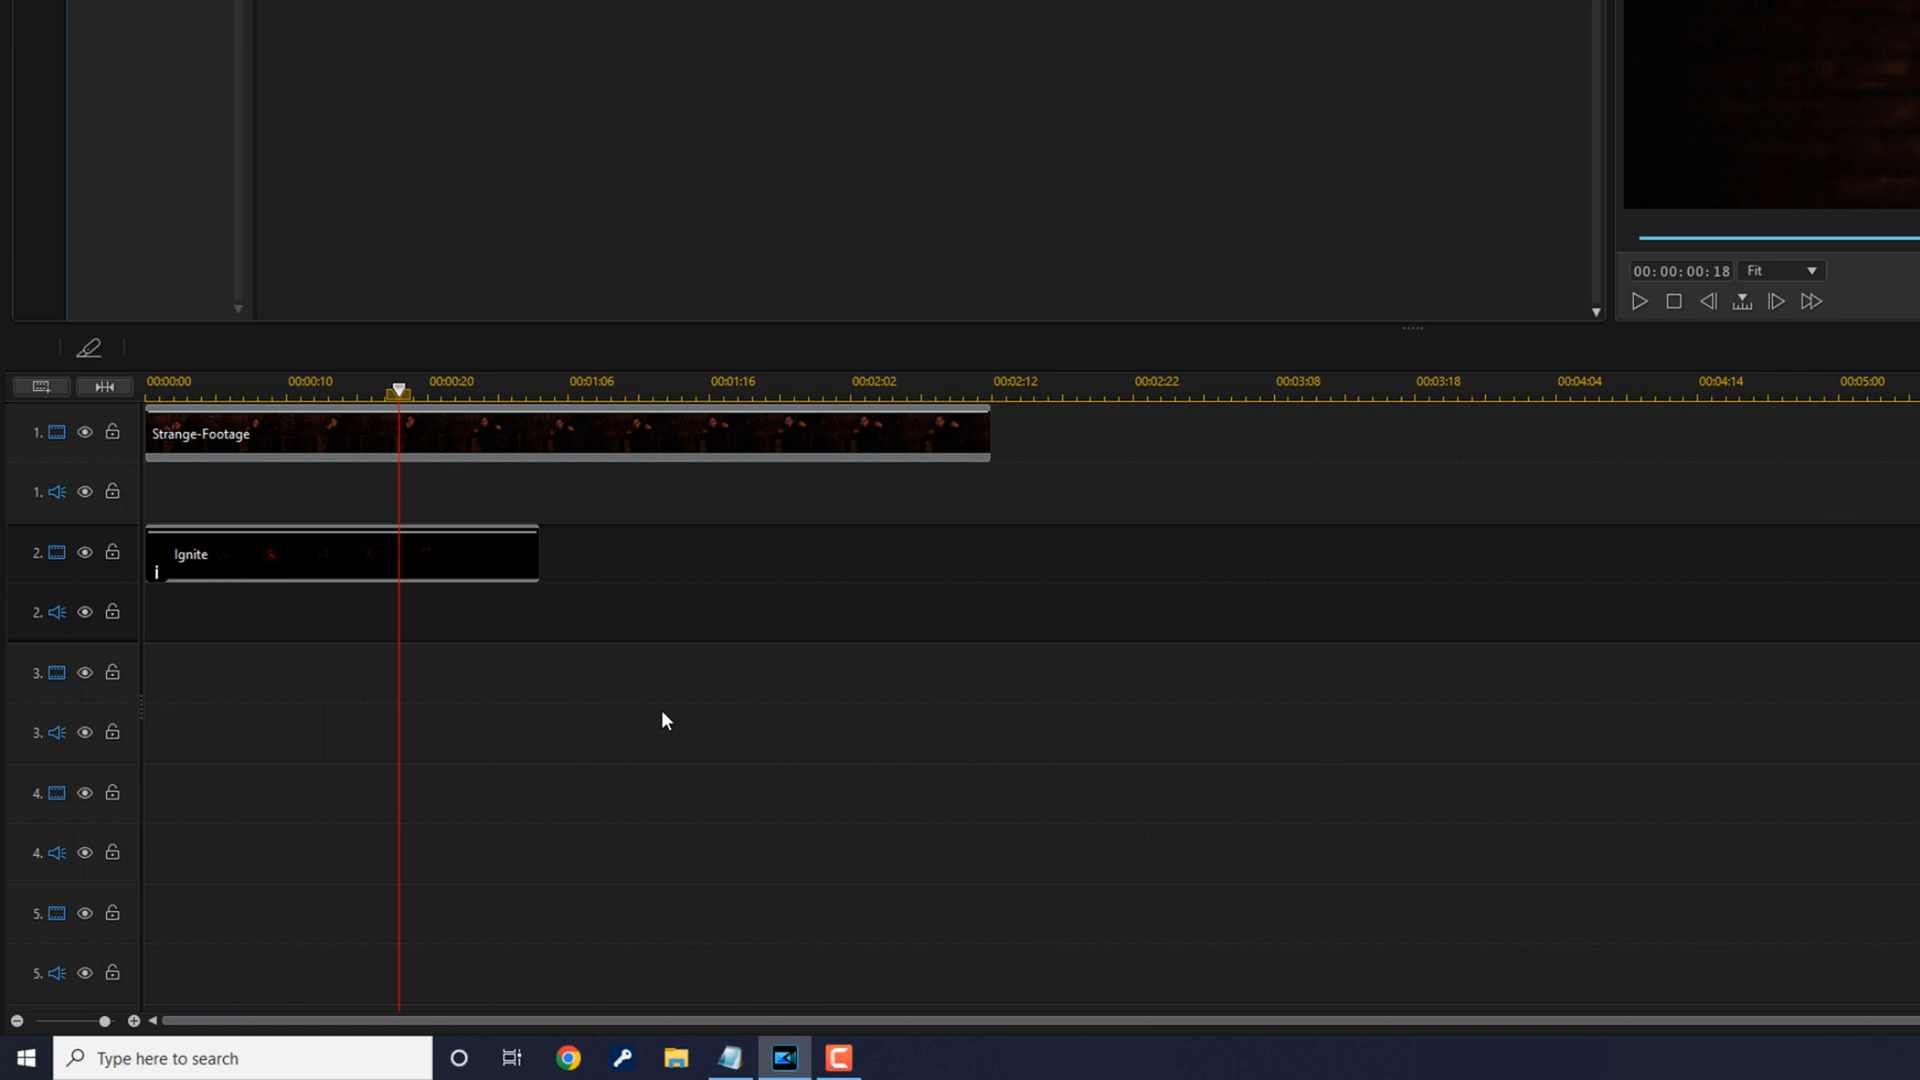 00:00:00:18 Fit
00:00:00 00:00:10 00:00:20 00:01:06 00:01:16 00:02:02 00:02:12 00:02:22 00:03:08 00:03:18 00:04:04 00:04:14 00:05:00
1. Strange-Footage
1.
2. Ignite
i
2.
3.
3.
4.
4.
5.
5.
Type here to search